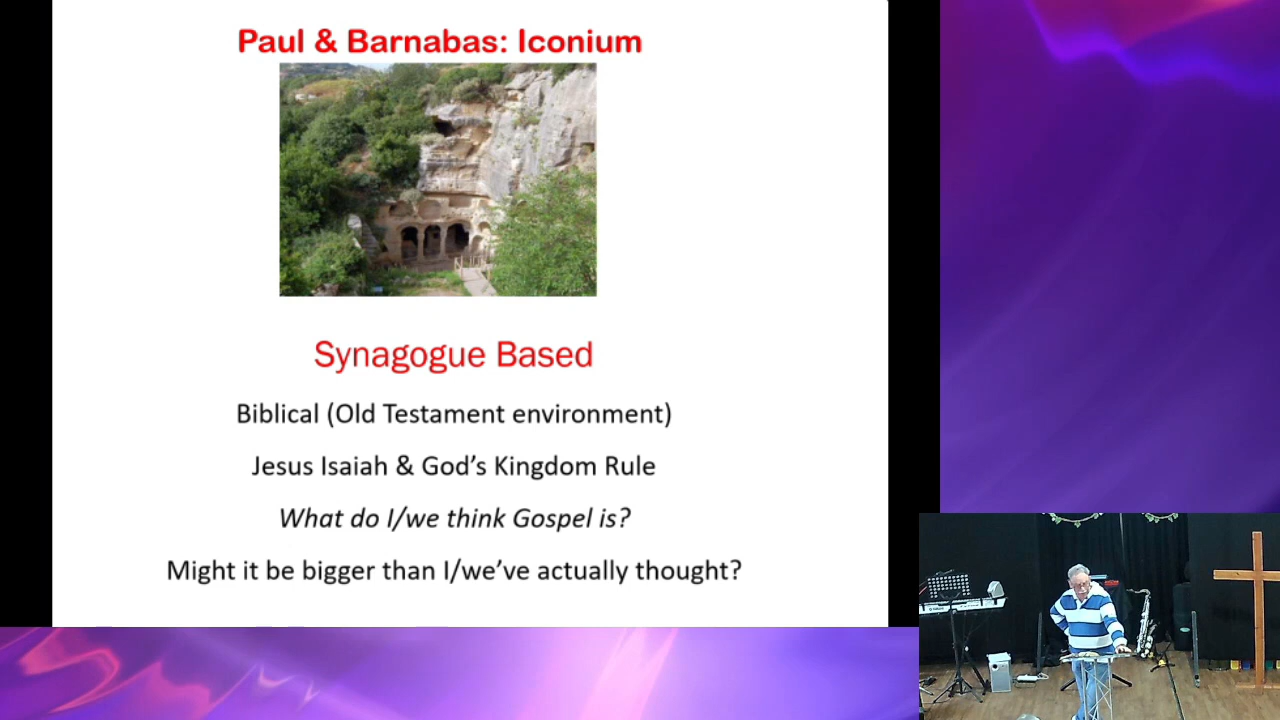 Paul & Barnabas: Iconium
Synagogue Based
Biblical (Old Testament environment)
Jesus Isaiah & God’s Kingdom Rule
What do I/we think Gospel is?
Might it be bigger than I/we’ve actually thought?